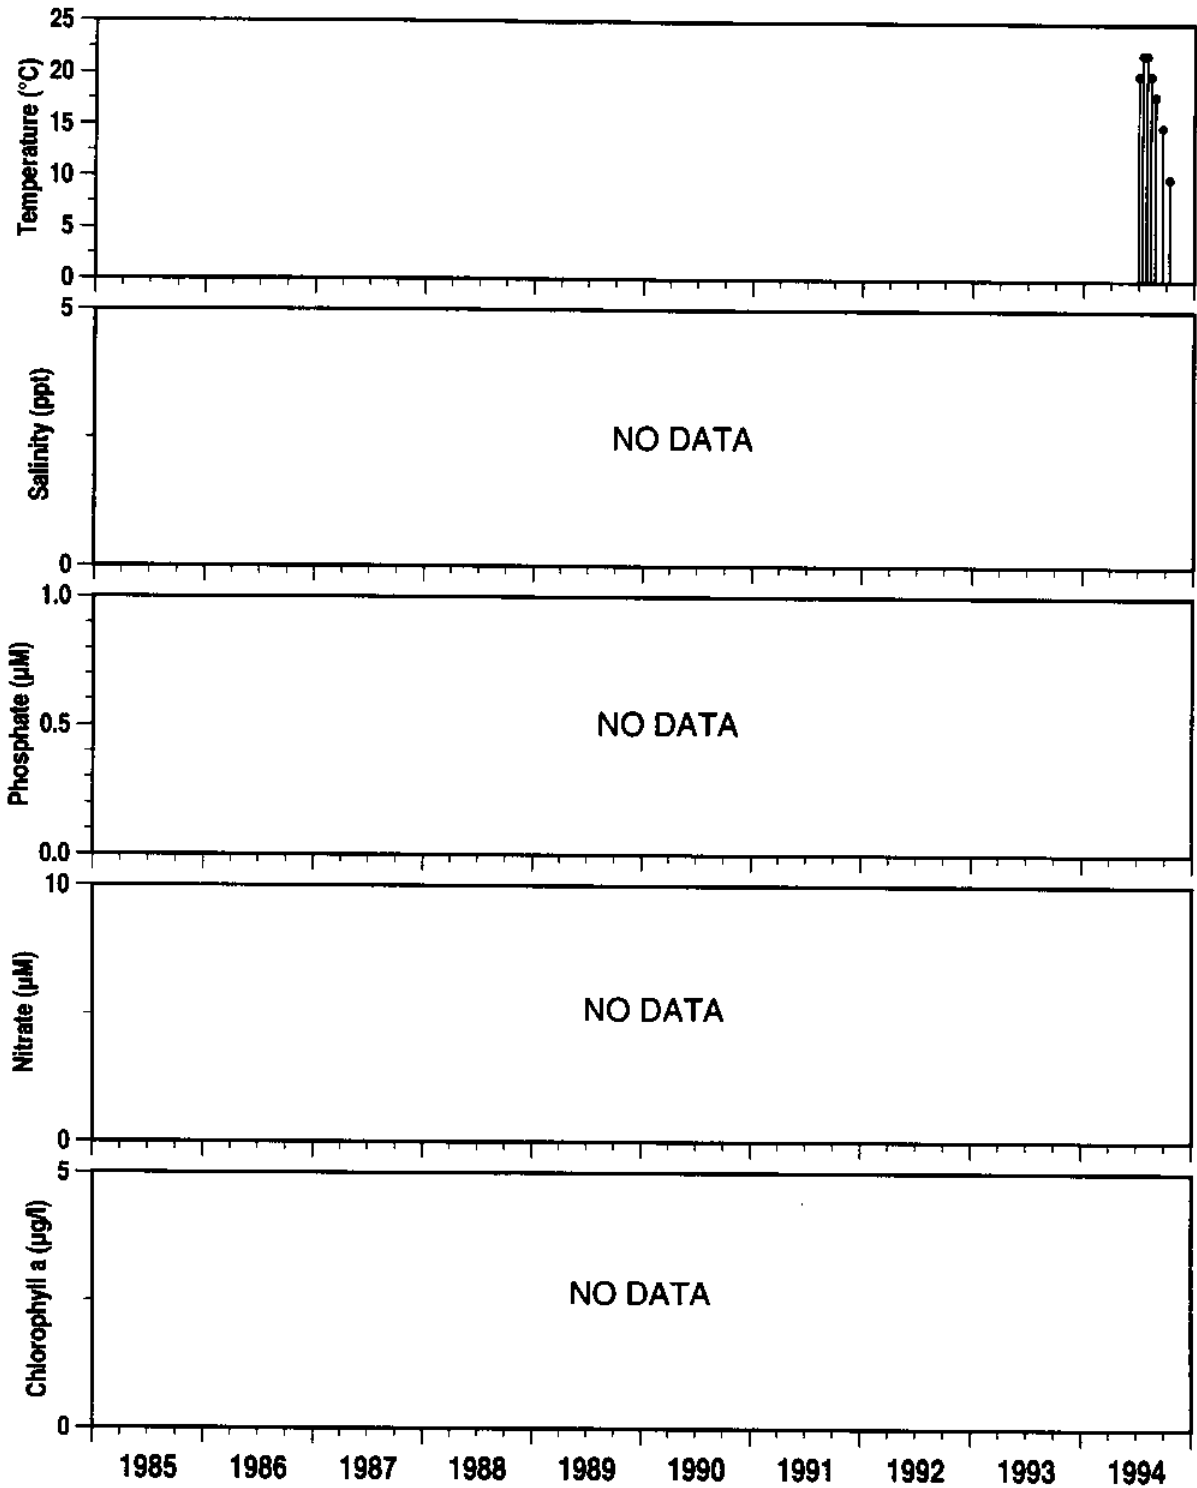 Temperature (°C)
25
20
15
10
5
0
Salinity (ppt)
5
0
NO DATA
Phosphate (µM)
1.0
0.5
0.0
NO DATA
Nitrate (µM)
10
0
NO DATA
Chlorophyll a (µg/l)
5
0
NO DATA
1985 1986 1987 1988 1989 1990 1991 1992 1993 1994